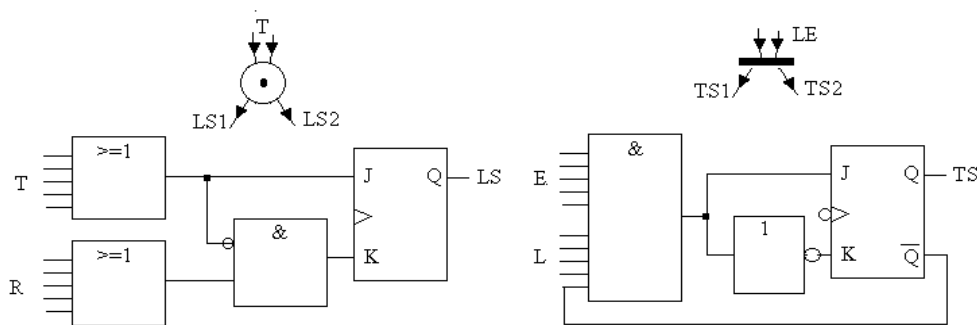 T
LE
LS1 LS2
TS1 TS2
>=1
&
T
J Q LS
E
J Q TS
&
1
K
>=1
L
K Q̅
R